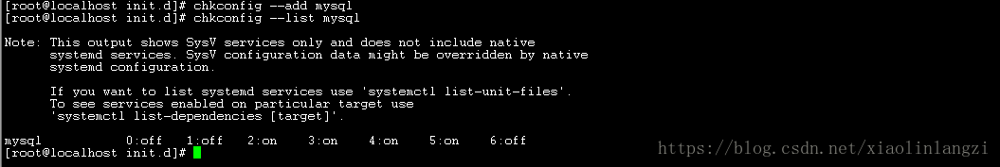 [root@localhost init.d]# chkconfig --add mysql
[root@localhost init.d]# chkconfig --list mysql
Note: This output shows SysV services only and does not include native
systemd services. SysV configuration data might be overridden by native
systemd configuration.
If you want to list systemd services use 'systemctl list-unit-files'.
To see services enabled on particular target use
'systemctl list-dependencies [target]'.
mysql 0:off 1:off 2:on 3:on 4:on 5:on 6:off
[root@localhost init.d]#
https://blog.csdn.net/xiaolinlangzi